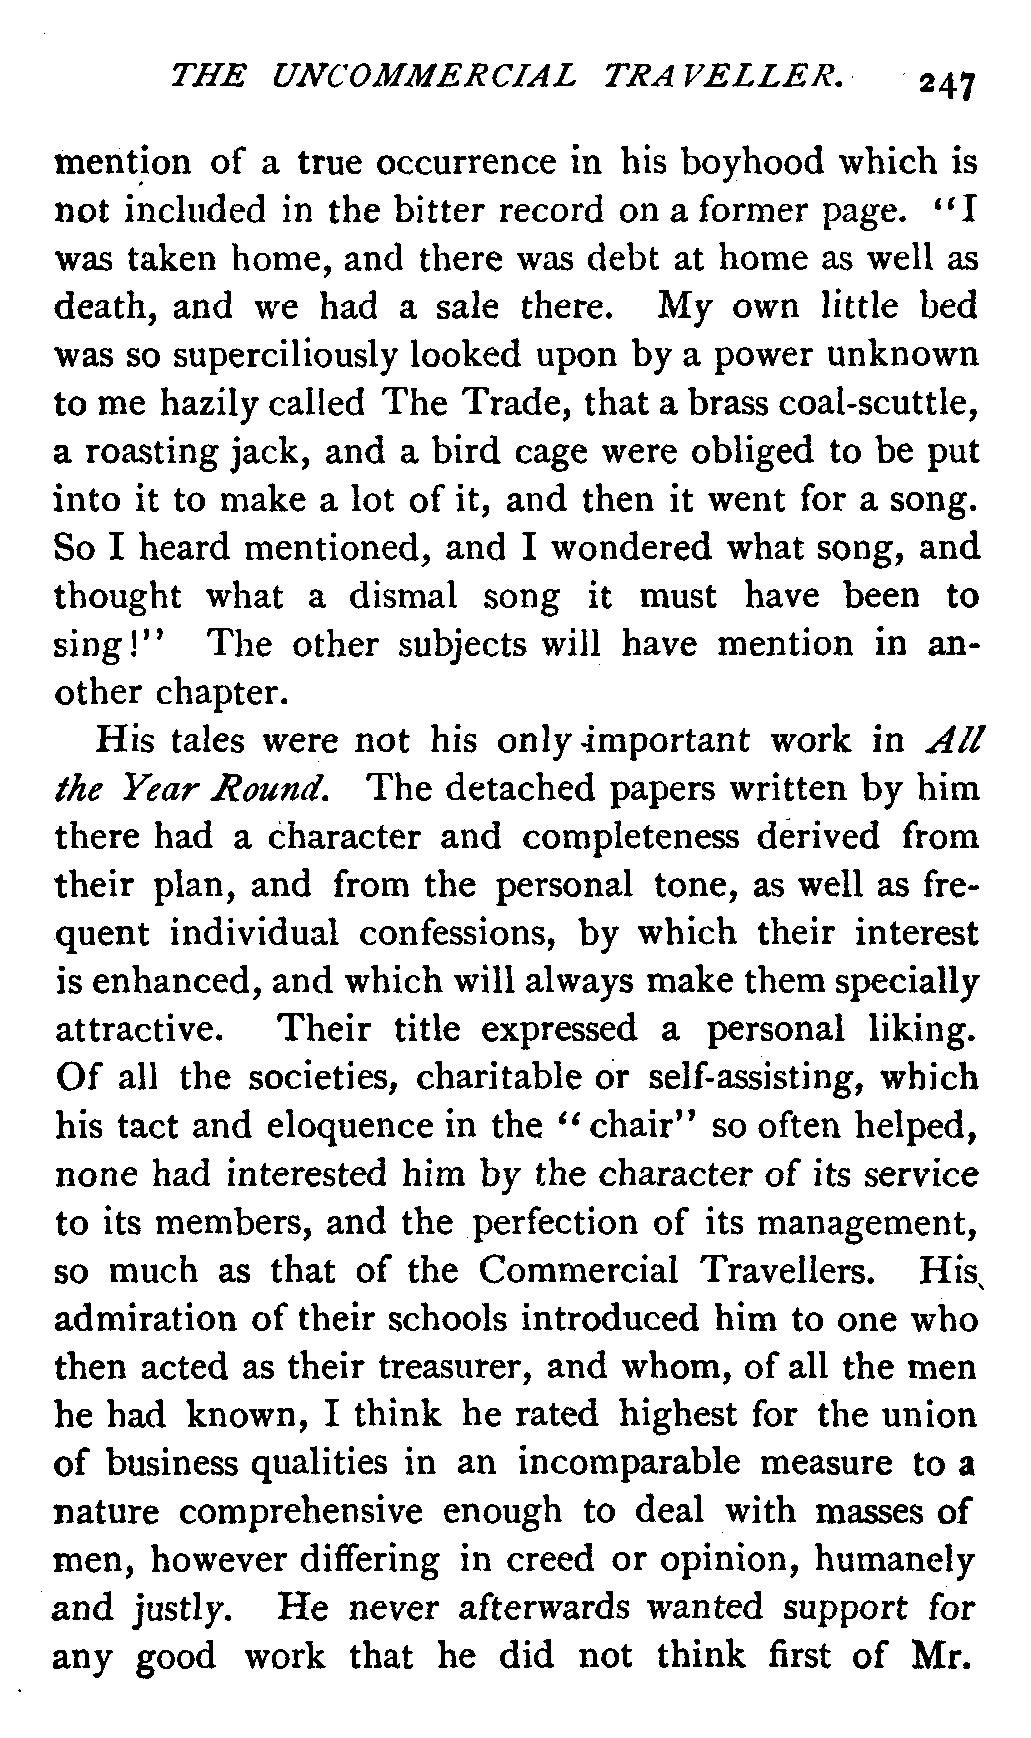 THE UNCOMMERCIAL TRAVELLER. 247
mention of a true occurrence in his boyhood which is
not included in the bitter record on a former page. "I
was taken home, and there was debt at home as well as
death, and we had a sale there. My own little bed
was so superciliously looked upon by a power unknown
to me hazily called The Trade, that a brass coal-scuttle,
a roasting jack, and a bird cage were obliged to be put
into it to make a lot of it, and then it went for a song.
So I heard mentioned, and I wondered what song, and
thought what a dismal song it must have been to
sing!" The other subjects will have mention in an-
other chapter.
His tales were not his only important work in All
the Year Round. The detached papers written by him
there had a character and completeness derived from
their plan, and from the personal tone, as well as fre-
quent individual confessions, by which their interest
is enhanced, and which will always make them specially
attractive. Their title expressed a personal liking.
Of all the societies, charitable or self-assisting, which
his tact and eloquence in the "chair" so often helped,
none had interested him by the character of its service
to its members, and the perfection of its management,
so much as that of the Commercial Travellers. His
admiration of their schools introduced him to one who
then acted as their treasurer, and whom, of all the men
he had known, I think he rated highest for the union
of business qualities in an incomparable measure to a
nature comprehensive enough to deal with masses of
men, however differing in creed or opinion, humanely
and justly. He never afterwards wanted support for
any good work that he did not think first of Mr.